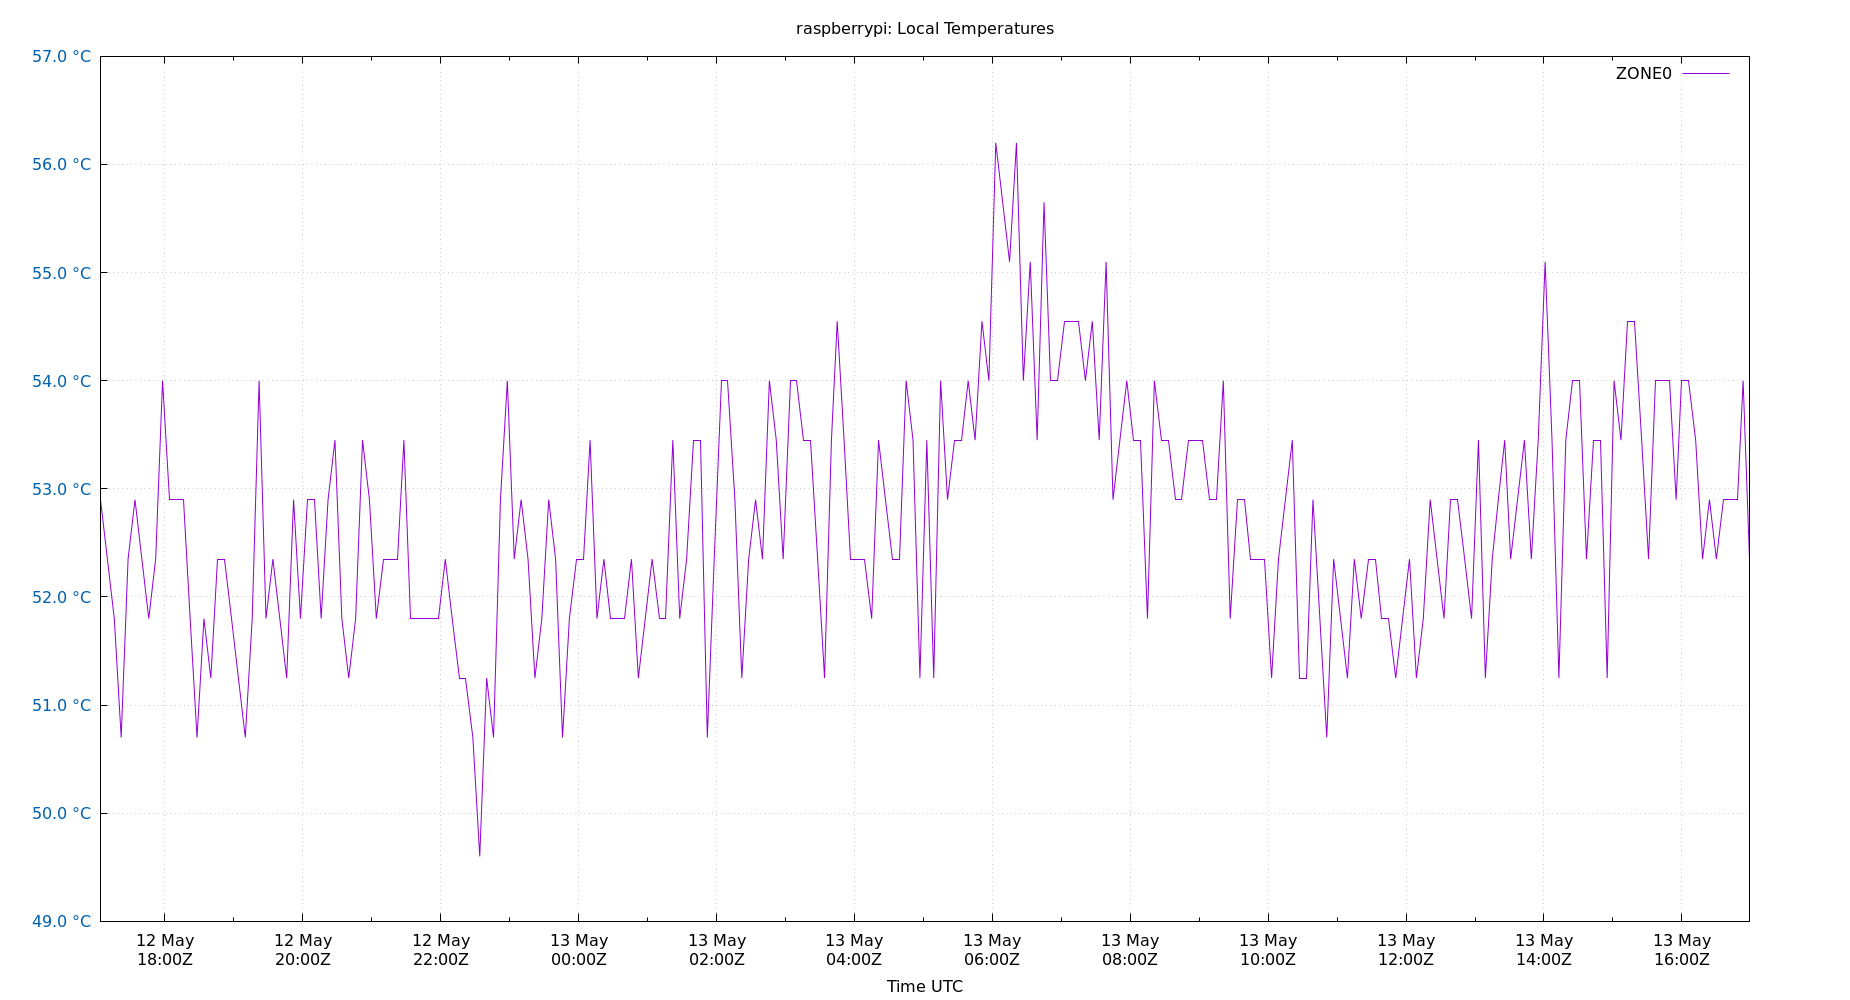 raspberrypi: Local Temperatures
57.0 °C
56.0 °C
55.0 °C
54.0 °C
53.0 °C
52.0 °C
51.0 °C
50.0 °C
49.0 °C
ZONE0
12 May 12 May 12 May 13 May 13 May 13 May 13 May 13 May 13 May 13 May 13 May 13 May
18:00Z 20:00Z 22:00Z 00:00Z 02:00Z 04:00Z 06:00Z 08:00Z 10:00Z 12:00Z 14:00Z 16:00Z
Time UTC